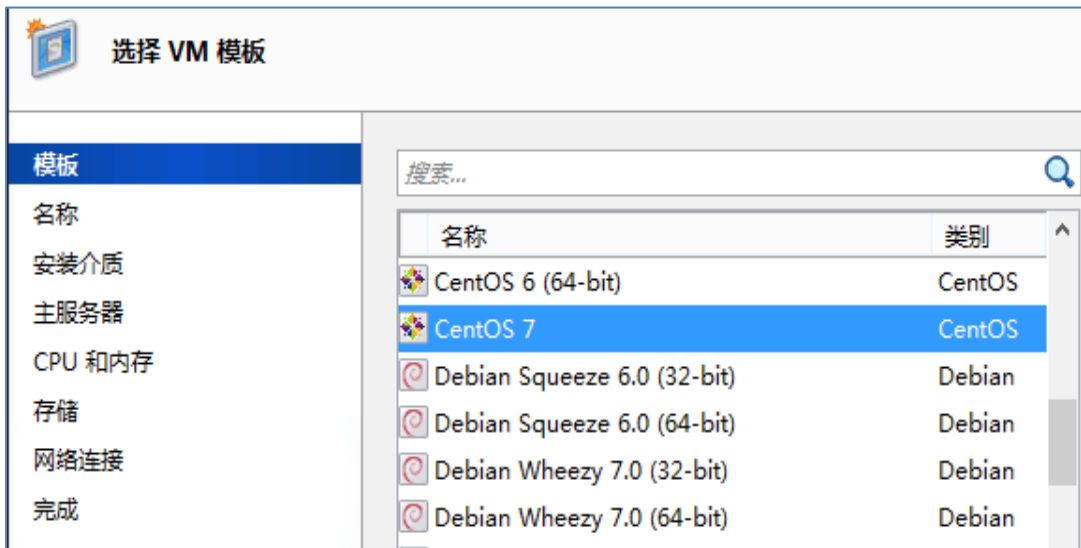 选择 VM 模板
模板
名称
安装介质
主服务器
CPU 和内存
存储
网络连接
完成
搜索...
名称 类别
CentOS 6 (64-bit) CentOS
CentOS 7 CentOS
Debian Squeeze 6.0 (32-bit) Debian
Debian Squeeze 6.0 (64-bit) Debian
Debian Wheezy 7.0 (32-bit) Debian
Debian Wheezy 7.0 (64-bit) Debian